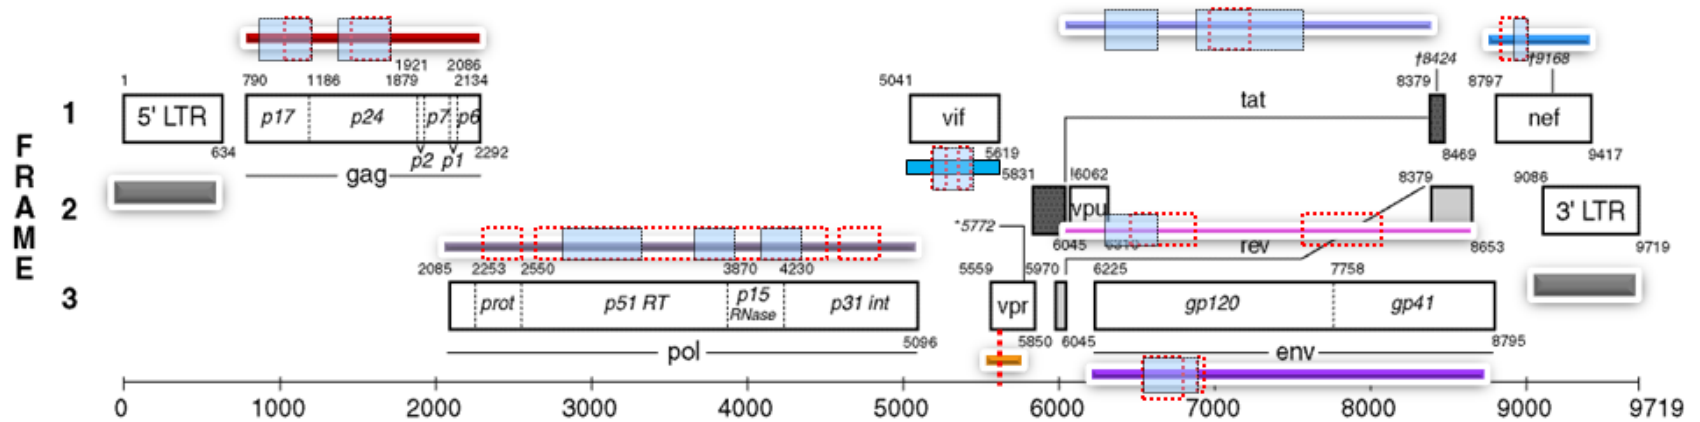 1921 2086 †8424 †9168
1 790 1186 1879 2134 5041 8379 8797
1 5' LTR p17 p24 p7 p6 vif tat nef
634 p2 p1 2292 5619 8469 9417
gag
5831 !6062 8379 9086
2 vpu 3' LTR
*5772
6045 rev 8653 9719
2085 2253 2550 3870 4230 5559 5970 6225 7758
3 prot p51 RT p15 RNase p31 int vpr gp120 gp41
5096 5850 6045 8795
pol env
FRAME
0 1000 2000 3000 4000 5000 6000 7000 8000 9000 9719